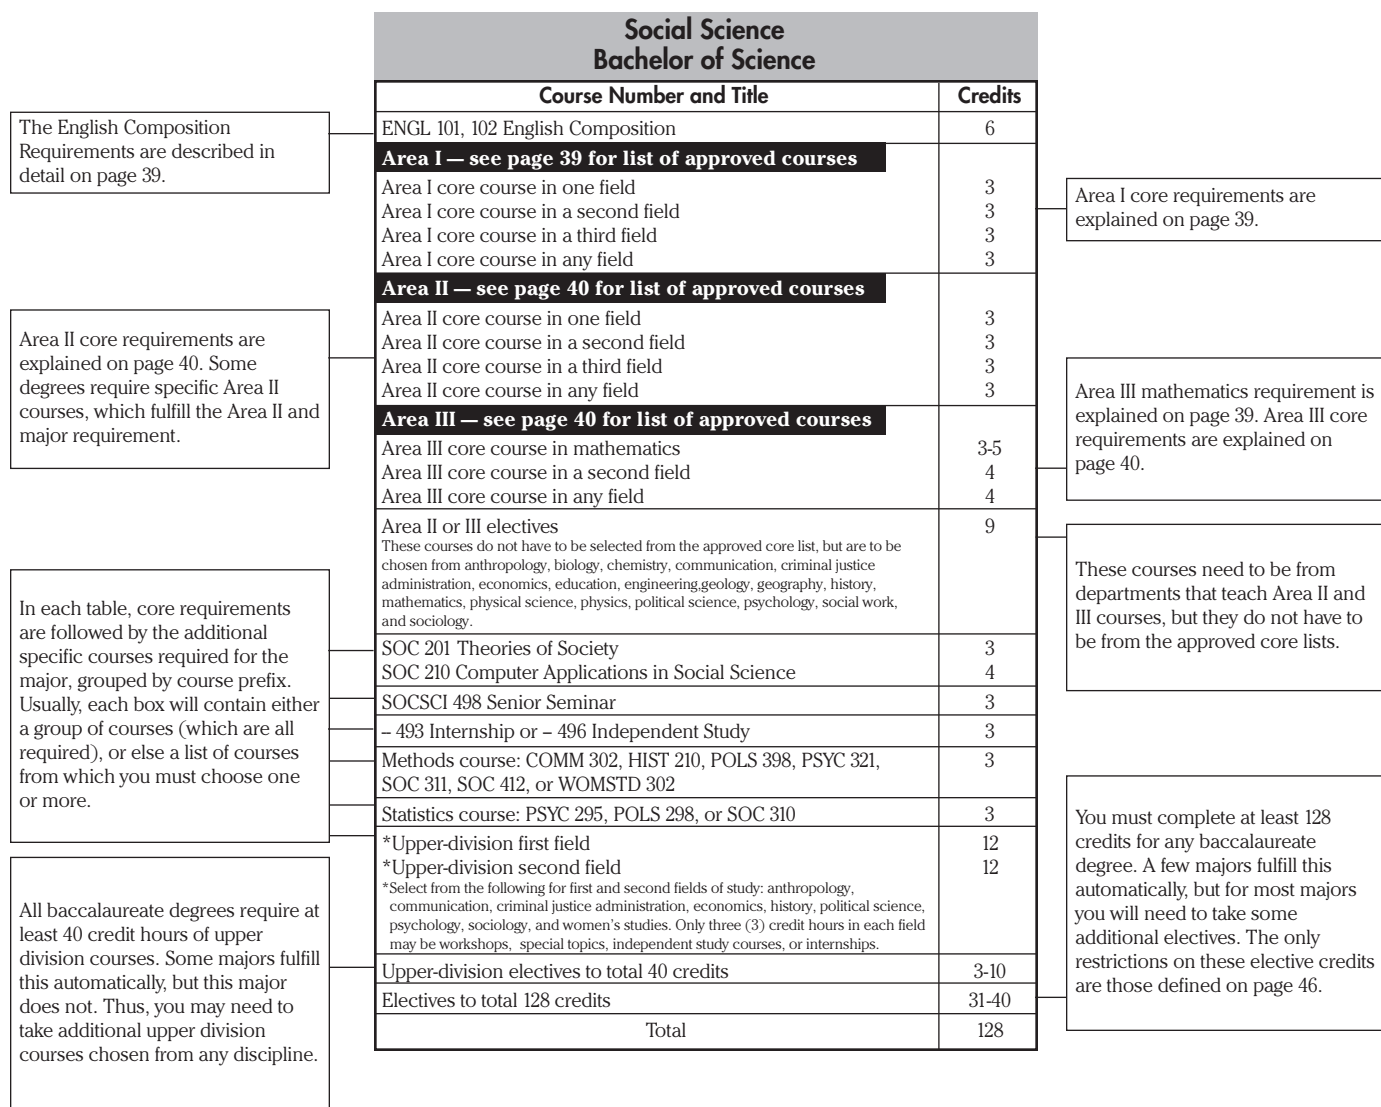 Social Science
Bachelor of Science
Course Number and Title Credits
ENGL 101, 102 English Composition 6
Area I — see page 39 for list of approved courses
Area I core course in one field 3
Area I core course in a second field 3
Area I core course in a third field 3
Area I core course in any field 3
Area II — see page 40 for list of approved courses
Area II core course in one field 3
Area II core course in a second field 3
Area II core course in a third field 3
Area II core course in any field 3
Area III — see page 40 for list of approved courses
Area III core course in mathematics 3-5
Area III core course in a second field 4
Area III core course in any field 4
Area II or III electives 9
These courses do not have to be selected from the approved core list, but are to be
chosen from anthropology, biology, chemistry, communication, criminal justice
administration, economics, education, engineering,geology, geography, history,
mathematics, physical science, physics, political science, psychology, social work,
and sociology.
SOC 201 Theories of Society 3
SOC 210 Computer Applications in Social Science 4
SOCSCI 498 Senior Seminar 3
– 493 Internship or – 496 Independent Study 3
Methods course: COMM 302, HIST 210, POLS 398, PSYC 321, 3
SOC 311, SOC 412, or WOMSTD 302
Statistics course: PSYC 295, POLS 298, or SOC 310 3
*Upper-division first field 12
*Upper-division second field 12
*Select from the following for first and second fields of study: anthropology,
communication, criminal justice administration, economics, history, political science,
psychology, sociology, and women's studies. Only three (3) credit hours in each field
may be workshops, special topics, independent study courses, or internships.
Upper-division electives to total 40 credits 3-10
Electives to total 128 credits 31-40
Total 128
The English Composition
Requirements are described in
detail on page 39.
Area II core requirements are
explained on page 40. Some
degrees require specific Area II
courses, which fulfill the Area II and
major requirement.
In each table, core requirements
are followed by the additional
specific courses required for the
major, grouped by course prefix.
Usually, each box will contain either
a group of courses (which are all
required), or else a list of courses
from which you must choose one
or more.
All baccalaureate degrees require at
least 40 credit hours of upper
division courses. Some majors fulfill
this automatically, but this major
does not. Thus, you may need to
take additional upper division
courses chosen from any discipline.
Area I core requirements are
explained on page 39.
Area III mathematics requirement is
explained on page 39. Area III core
requirements are explained on
page 40.
These courses need to be from
departments that teach Area II and
III courses, but they do not have to
be from the approved core lists.
You must complete at least 128
credits for any baccalaureate
degree. A few majors fulfill this
automatically, but for most majors
you will need to take some
additional electives. The only
restrictions on these elective credits
are those defined on page 46.